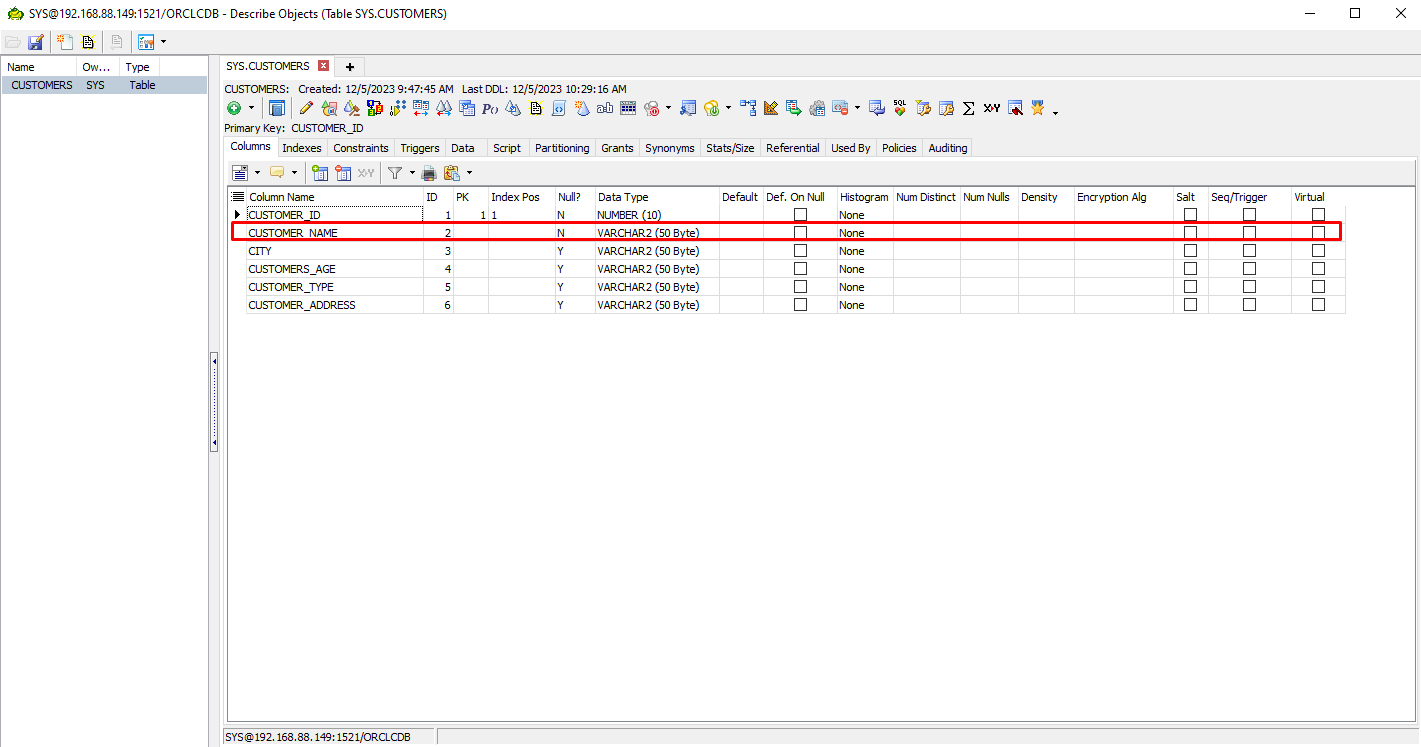 SYS@192.168.88.149:1521/ORCLCDB - Describe Objects (Table SYS.CUSTOMERS)
Name Ow... Type
CUSTOMERS SYS Table
SYS.CUSTOMERS
CUSTOMERS: Created: 12/5/2023 9:47:45 AM Last DDL: 12/5/2023 10:29:16 AM
Primary Key: CUSTOMER_ID
Columns Indexes Constraints Triggers Data Script Partitioning Grants Synonyms Stats/Size Referential Used By Policies Auditing
Column Name ID PK Index Pos Null? Data Type Default Def. On Null Histogram Num Distinct Num Nulls Density Encryption Alg Salt Seq/Trigger Virtual
CUSTOMER_ID 1 1 1 N NUMBER (10) None
CUSTOMER_NAME 2 N VARCHAR2 (50 Byte) None
CITY 3 Y VARCHAR2 (50 Byte) None
CUSTOMERS_AGE 4 Y VARCHAR2 (50 Byte) None
CUSTOMER_TYPE 5 Y VARCHAR2 (50 Byte) None
CUSTOMER_ADDRESS 6 Y VARCHAR2 (50 Byte) None
SYS@192.168.88.149:1521/ORCLCDB